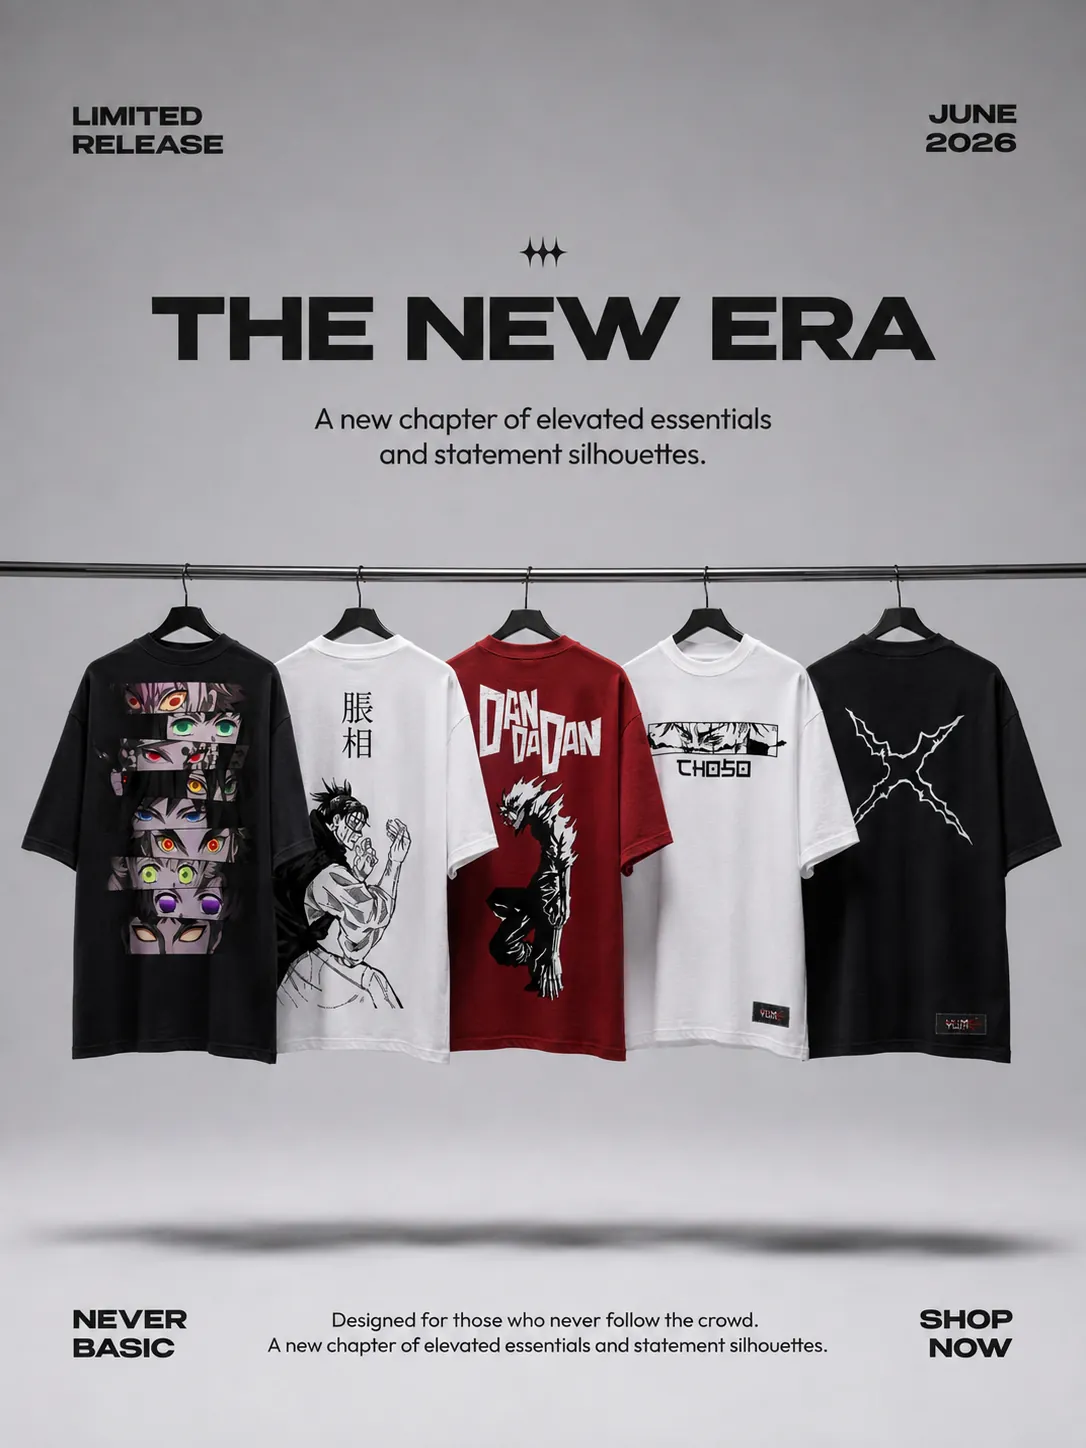 LIMITED
RELEASE
JUNE
2026
THE NEW ERA
A new chapter of elevated essentials
and statement silhouettes.
脹
相
DAN
DA DAN
CHOSO
YUME
YUME
NEVER
BASIC
Designed for those who never follow the crowd.
A new chapter of elevated essentials and statement silhouettes.
SHOP
NOW